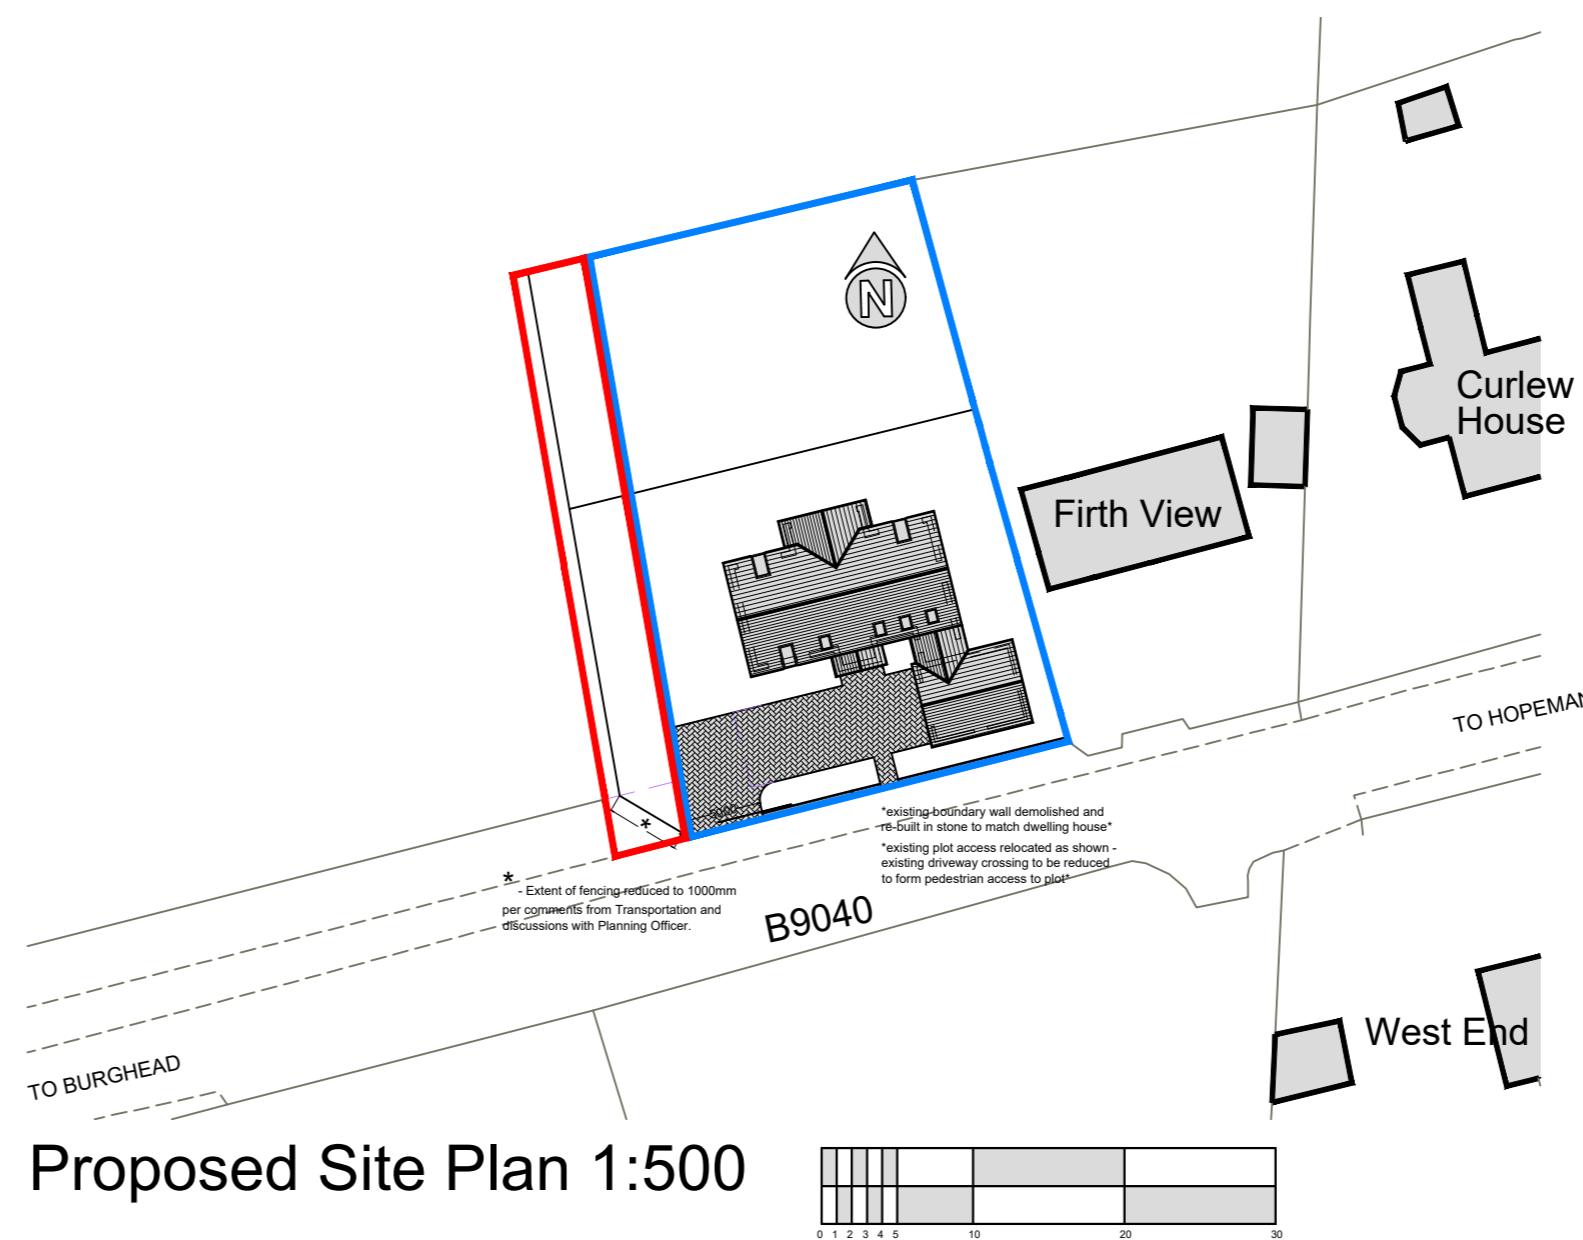 N
Curlew
House
Firth View
TO HOPEMAN
*existing boundary wall demolished and
re-built in stone to match dwelling house*
*existing plot access relocated as shown -
existing driveway crossing to be reduced
to form pedestrian access to plot*
*
*
- Extent of fencing reduced to 1000mm
per comments from Transportation and
discussions with Planning Officer.
B9040
West End
TO BURGHEAD
Proposed Site Plan 1:500
0 1 2 3 4 5 10 20 30